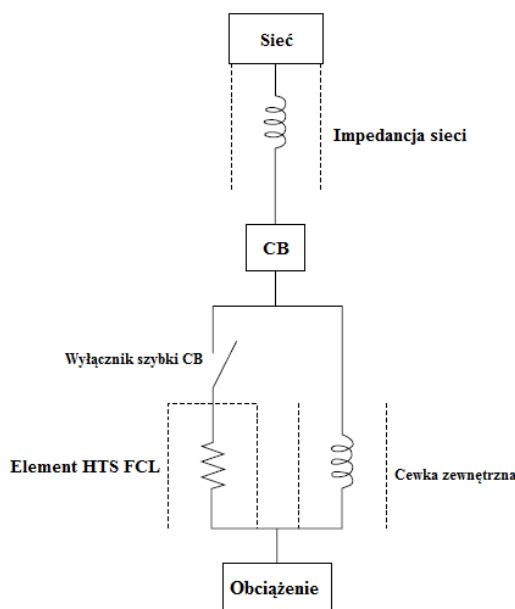 Sieć
Impedancja sieci
CB
Wyłącznik szybki CB
Element HTS FCL
Cewka zewnętrzna
Obciążenie